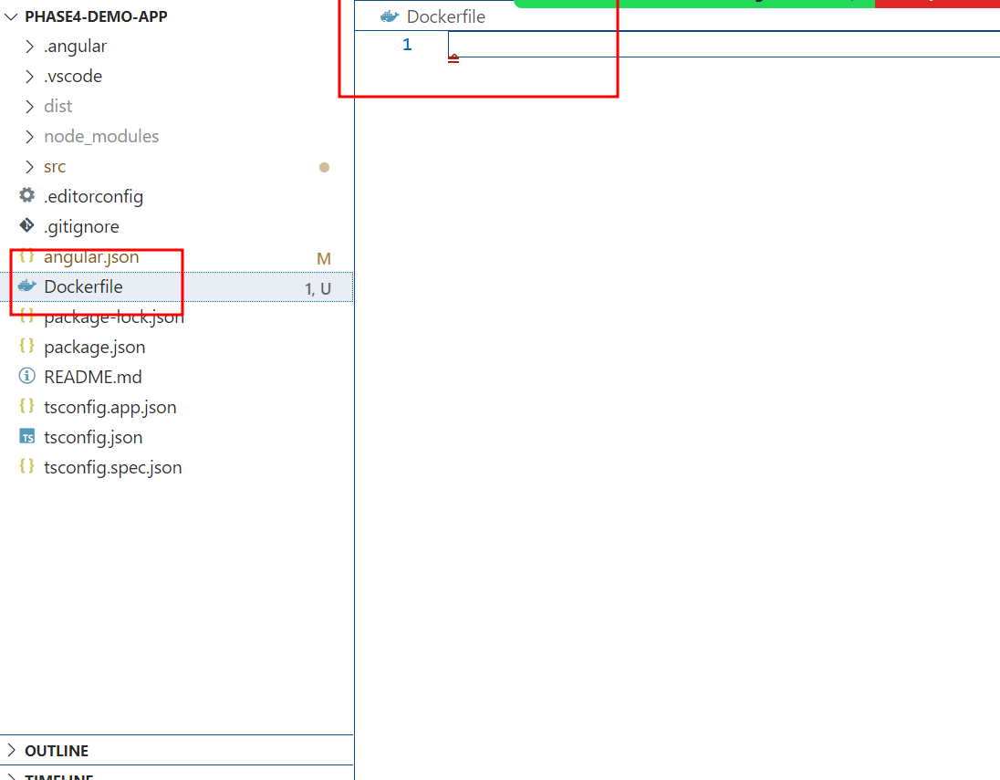 PHASE4-DEMO-APP
.angular
.vscode
dist
node_modules
src
.editorconfig
.gitignore
angular.json M
Dockerfile 1, U
package-lock.json
package.json
README.md
tsconfig.app.json
TS tsconfig.json
tsconfig.spec.json
OUTLINE
TIMELINE
Dockerfile
1